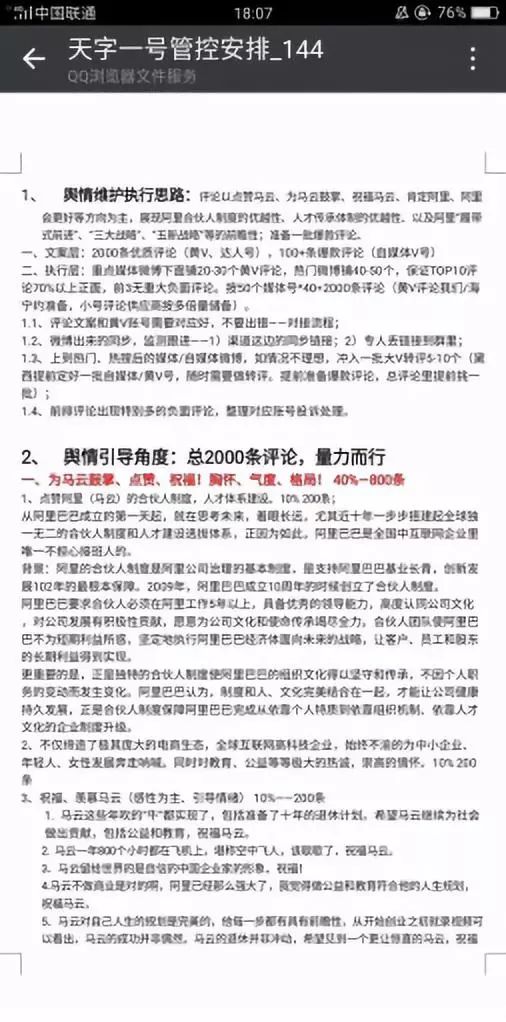 中国联通 18:07 76%
天字一号管控安排_144
QQ浏览器文件服务
1、 舆情维护执行思路：评论以点赞马云、为马云鼓掌、祝福马云、肯定阿里、阿里
会更好等方向为主，展现阿里合伙人制度的优越性、人才传承体制的优越性、以及阿里“履带
式前进”、“三大战略”、“五新战略”等的前瞻性；准备一批爆款评论。
一、文案层：2000条优质评论（黄V、达人号），100+条爆款评论（自媒体V号）
二、执行层：重点媒体微博下面铺20-30个黄V评论，热门微博铺40-50个，保证TOP10评
论70%以上正面，前3无重大负面评论。按50个媒体号*40=2000条评论（黄V评论我们/海
宁约准备，小号评论供应商按多倍量储备）。
1.1、评论文案和黄V账号需要对应好，不要出错——对接流程；
1.2、微博出来的同步，监测跟进——1）渠道这边的同步链接；2）专人丢链接到群里；
1.3、上到热门、热搜后的媒体/自媒体微博，如情况不理想，冲入一批大V转评5-10个（黛
西提前定好一批自媒体/黄V号，随时需要做转评。提前准备爆款评论，总评论里提前挑一
批）；
1.4、前排评论出现特别多的负面评论，整理对应账号投诉处理。
2、 舆情引导角度：总2000条评论，量力而行
一、为马云鼓掌、点赞、祝福！胸怀、气度、格局！ 40%—800条
1、点赞阿里（马云）的合伙人制度，人才体系建设。10% 200条；
从阿里巴巴成立的第一天起，就在思考未来，着眼长远。尤其近十年一步步搭建起全球独
一无二的合伙人制度和人才建设选拔体系，正因为如此。阿里巴巴是全国中互联网企业里
唯一不担心接班人的。
背景：阿里的合伙人制度是阿里公司治理的基本制度，是支持阿里巴巴基业长青，创新发
展102年的最根本保障。2009年，阿里巴巴成立10周年的时候创立了合伙人制度。
阿里巴巴要求合伙人必须在阿里工作5年以上，具备优秀的领导能力，高度认同公司文化
，对公司发展有积极性贡献，愿意为公司文化和使命传承竭尽全力。合伙人团队使阿里巴
巴不为短期利益所惑，坚定地执行阿里巴巴经济体面向未来的战略，让客户、员工和股东
的长期利益得到实现。
更重要的是，正是独特的合伙人制度使阿里巴巴的组织文化得以坚守和传承，不因个人职
务的变动而发生变化。阿里巴巴认为，制度和人、文化完美结合在一起，才能让公司健康
持久发展，正是合伙人制度保障阿里巴巴完成从依靠个人特质到依靠组织机制、依靠人才
文化的企业制度升级。
2、不仅缔造了极其庞大的电商生态，全球互联网高科技企业，始终不渝的为中小企业、
年轻人、女性发展奔走呐喊。同时对教育、公益等等极大的热诚，崇高的情怀。10% 200
条
3、祝福、羡慕马云（感性为主、引导情绪）10%——200条
1. 马云这些年吹的“牛”都实现了，包括准备了十年的退休计划。希望马云继续为社会
做出贡献，包括公益和教育，祝福马云。
2. 马云一年800个小时都在飞机上，堪称空中飞人，该歇歇了，祝福马云。
3. 马云留给世界的是自信的中国企业家的形象。祝福！
4.马云不做商业是对的啊，阿里已经那么强大了，我觉得做公益和教育符合他的人生规划，
祝福马云。
5. 马云对自己人生的规划是完美的，他每一步都有具有前瞻性，从开始创业之初就录视频可
以看出，马云的成功并非偶然。马云的退休并非冲动，希望见到一个更让惊喜的马云，祝福